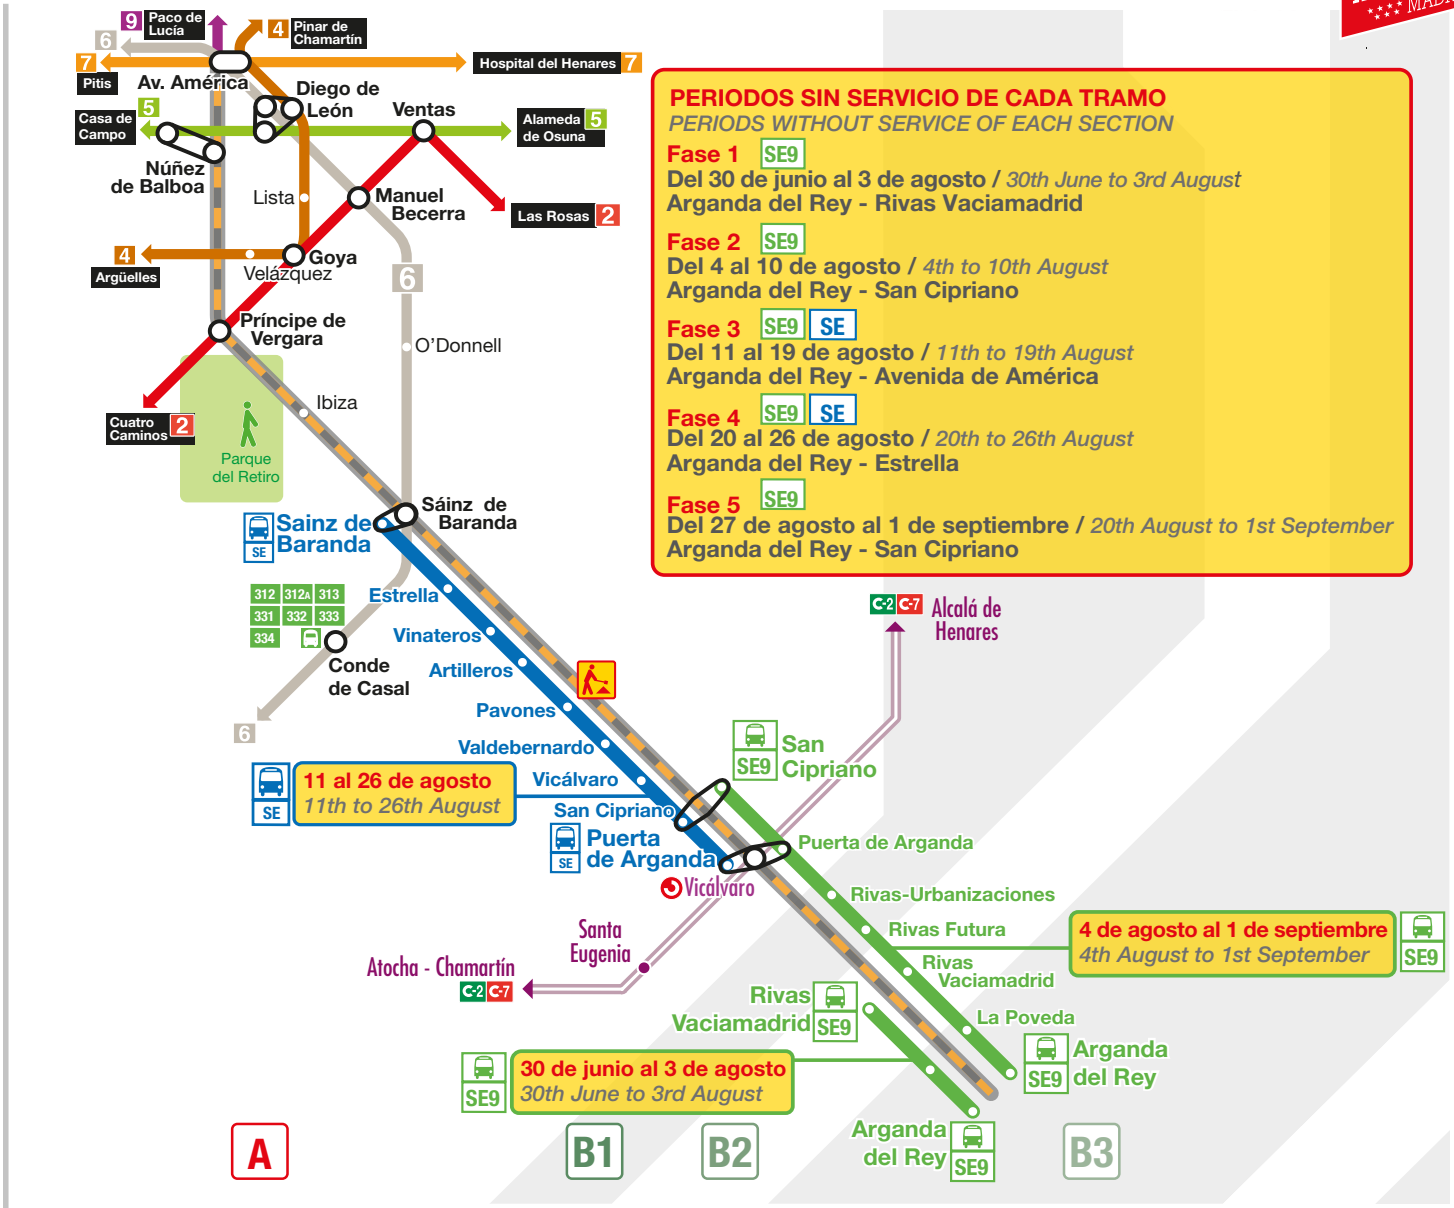 MADRID
9 Paco de
Lucía
4 Pinar de
Chamartín
6
7
Pitis
Av. América
Hospital del Henares 7
Diego de
León
Ventas
5
Casa de
Campo
Alameda 5
de Osuna
Núñez
de Balboa
Lista
Manuel
Becerra
Las Rosas 2
4
Argüelles
Velázquez
Goya
6
Príncipe de
Vergara
O'Donnell
Ibiza
Cuatro
Caminos 2
Parque
del Retiro
PERIODOS SIN SERVICIO DE CADA TRAMO
PERIODS WITHOUT SERVICE OF EACH SECTION
Fase 1 SE9
Del 30 de junio al 3 de agosto / 30th June to 3rd August
Arganda del Rey - Rivas Vaciamadrid
Fase 2 SE9
Del 4 al 10 de agosto / 4th to 10th August
Arganda del Rey - San Cipriano
Fase 3 SE9 SE
Del 11 al 19 de agosto / 11th to 19th August
Arganda del Rey - Avenida de América
Fase 4 SE9 SE
Del 20 al 26 de agosto / 20th to 26th August
Arganda del Rey - Estrella
Fase 5 SE9
Del 27 de agosto al 1 de septiembre / 20th August to 1st September
Arganda del Rey - San Cipriano
Sáinz de
Baranda
Sainz de
Baranda
SE
312 312A 313
331 332 333
334
Estrella
Vinateros
Conde
de Casal
Artilleros
Pavones
6
Valdebernardo
Vicálvaro
San Cipriano
SE
11 al 26 de agosto
11th to 26th August
SE
Puerta
de Arganda
Vicálvaro
C-2 C-7
Alcalá de
Henares
SE9
San
Cipriano
Puerta de Arganda
Rivas-Urbanizaciones
Rivas Futura
Rivas
Vaciamadrid
La Poveda
4 de agosto al 1 de septiembre
4th August to 1st September
SE9
Santa
Eugenia
Atocha - Chamartín
C-2 C-7
Rivas
Vaciamadrid
SE9
SE9
Arganda
del Rey
SE9
30 de junio al 3 de agosto
30th June to 3rd August
Arganda
del Rey
SE9
A
B1
B2
B3